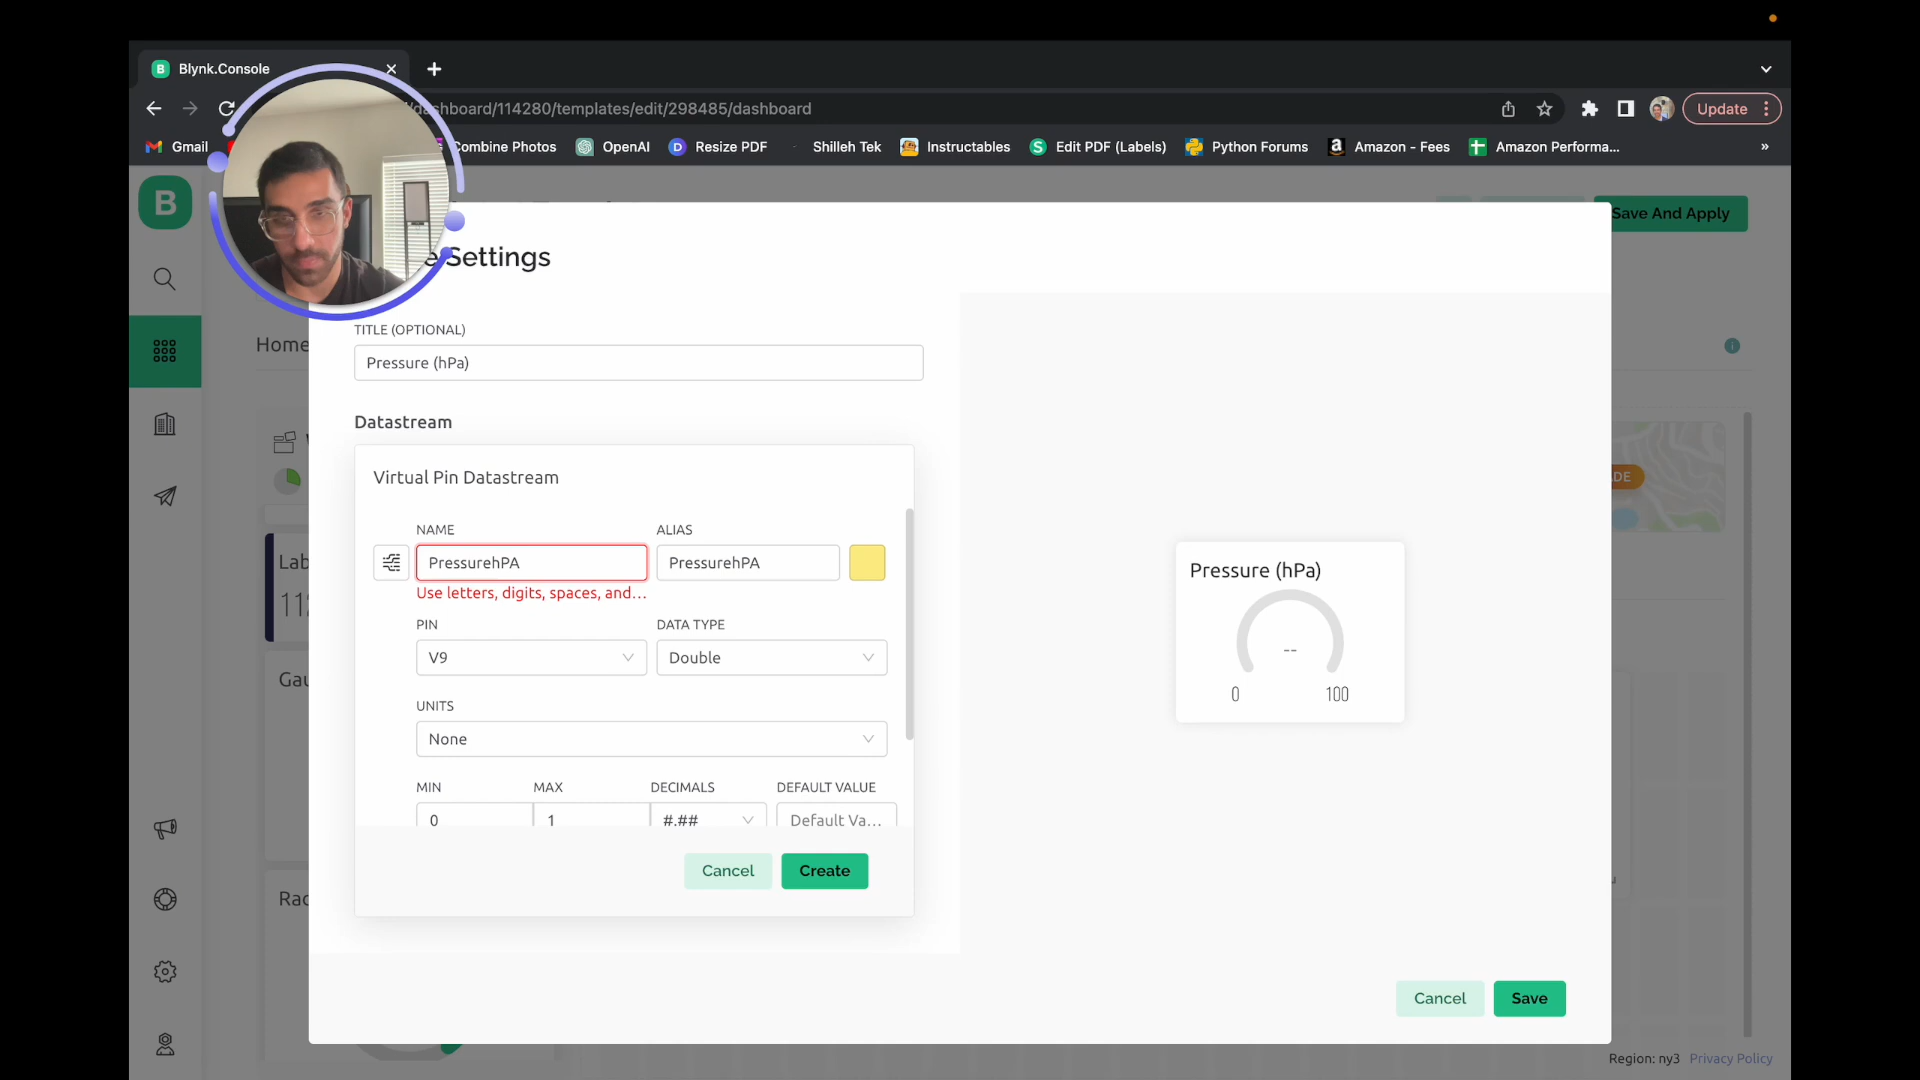 B Blynk.Console
dashboard/114280/templates/edit/298485/dashboard
Update
Gmail
Combine Photos
OpenAI
D Resize PDF
Shilleh Tek
Instructables
S Edit PDF (Labels)
Python Forums
a Amazon - Fees
Amazon Performa...
»
B
Save And Apply
Settings
TITLE (OPTIONAL)
Home
Pressure (hPa)
Datastream
Virtual Pin Datastream
DE
NAME
ALIAS
Lab
PressurehPA
PressurehPA
Pressure (hPa)
Use letters, digits, spaces, and...
PIN
DATA TYPE
V9
Double
--
Gau
0
100
UNITS
None
MIN
MAX
DECIMALS
DEFAULT VALUE
0
1
#.##
Default Va...
Cancel
Create
Rac
Cancel
Save
Region: ny3 Privacy Policy